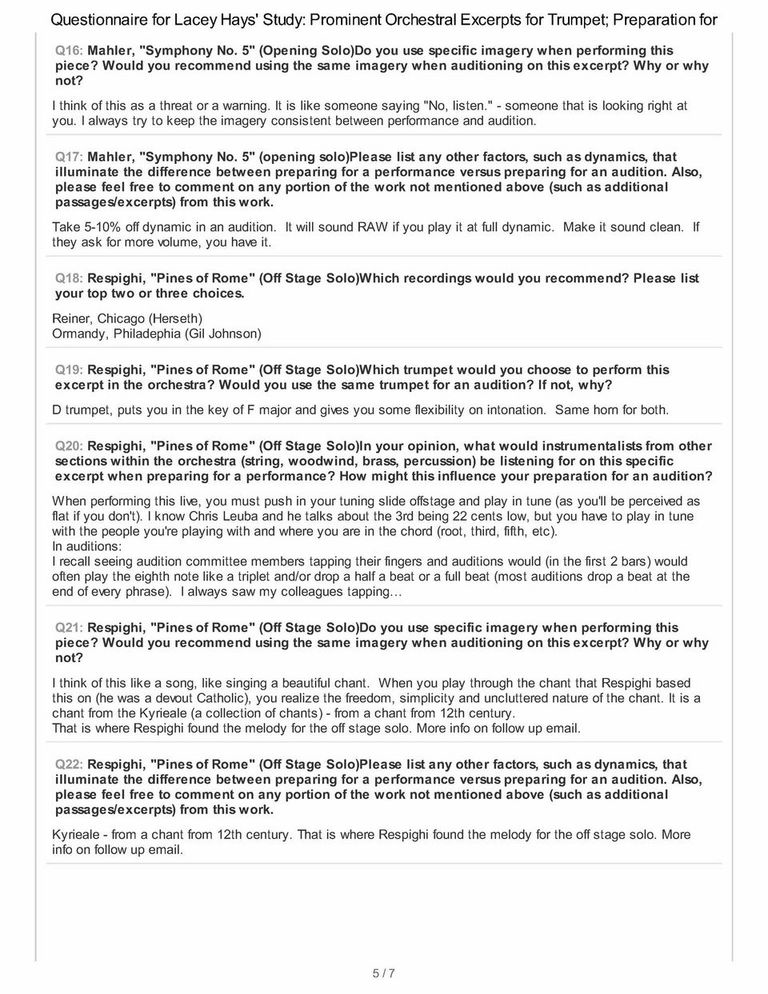 Questionnaire for Lacey Hays' Study: Prominent Orchestral Excerpts for Trumpet; Preparation for
Q16: Mahler, "Symphony No. 5" (Opening Solo)Do you use specific imagery when performing this
piece? Would you recommend using the same imagery when auditioning on this excerpt? Why or why
not?
I think of this as a threat or a warning. It is like someone saying "No, listen." - someone that is looking right at
you. I always try to keep the imagery consistent between performance and audition.
Q17: Mahler, "Symphony No. 5" (opening solo)Please list any other factors, such as dynamics, that
illuminate the difference between preparing for a performance versus preparing for an audition. Also,
please feel free to comment on any portion of the work not mentioned above (such as additional
passages/excerpts) from this work.
Take 5-10% off dynamic in an audition. It will sound RAW if you play it at full dynamic. Make it sound clean. If
they ask for more volume, you have it.
Q18: Respighi, "Pines of Rome" (Off Stage Solo)Which recordings would you recommend? Please list
your top two or three choices.
Reiner, Chicago (Herseth)
Ormandy, Philadephia (Gil Johnson)
Q19: Respighi, "Pines of Rome" (Off Stage Solo)Which trumpet would you choose to perform this
excerpt in the orchestra? Would you use the same trumpet for an audition? If not, why?
D trumpet, puts you in the key of F major and gives you some flexibility on intonation. Same horn for both.
Q20: Respighi, "Pines of Rome" (Off Stage Solo)In your opinion, what would instrumentalists from other
sections within the orchestra (string, woodwind, brass, percussion) be listening for on this specific
excerpt when preparing for a performance? How might this influence your preparation for an audition?
When performing this live, you must push in your tuning slide offstage and play in tune (as you'll be perceived as
flat if you don't). I know Chris Leuba and he talks about the 3rd being 22 cents low, but you have to play in tune
with the people you're playing with and where you are in the chord (root, third, fifth, etc).
In auditions:
I recall seeing audition committee members tapping their fingers and auditions would (in the first 2 bars) would
often play the eighth note like a triplet and/or drop a half a beat or a full beat (most auditions drop a beat at the
end of every phrase). I always saw my colleagues tapping…
Q21: Respighi, "Pines of Rome" (Off Stage Solo)Do you use specific imagery when performing this
piece? Would you recommend using the same imagery when auditioning on this excerpt? Why or why
not?
I think of this like a song, like singing a beautiful chant. When you play through the chant that Respighi based
this on (he was a devout Catholic), you realize the freedom, simplicity and uncluttered nature of the chant. It is a
chant from the Kyrieale (a collection of chants) - from a chant from 12th century.
That is where Respighi found the melody for the off stage solo. More info on follow up email.
Q22: Respighi, "Pines of Rome" (Off Stage Solo)Please list any other factors, such as dynamics, that
illuminate the difference between preparing for a performance versus preparing for an audition. Also,
please feel free to comment on any portion of the work not mentioned above (such as additional
passages/excerpts) from this work.
Kyrieale - from a chant from 12th century. That is where Respighi found the melody for the off stage solo. More
info on follow up email.
5 / 7